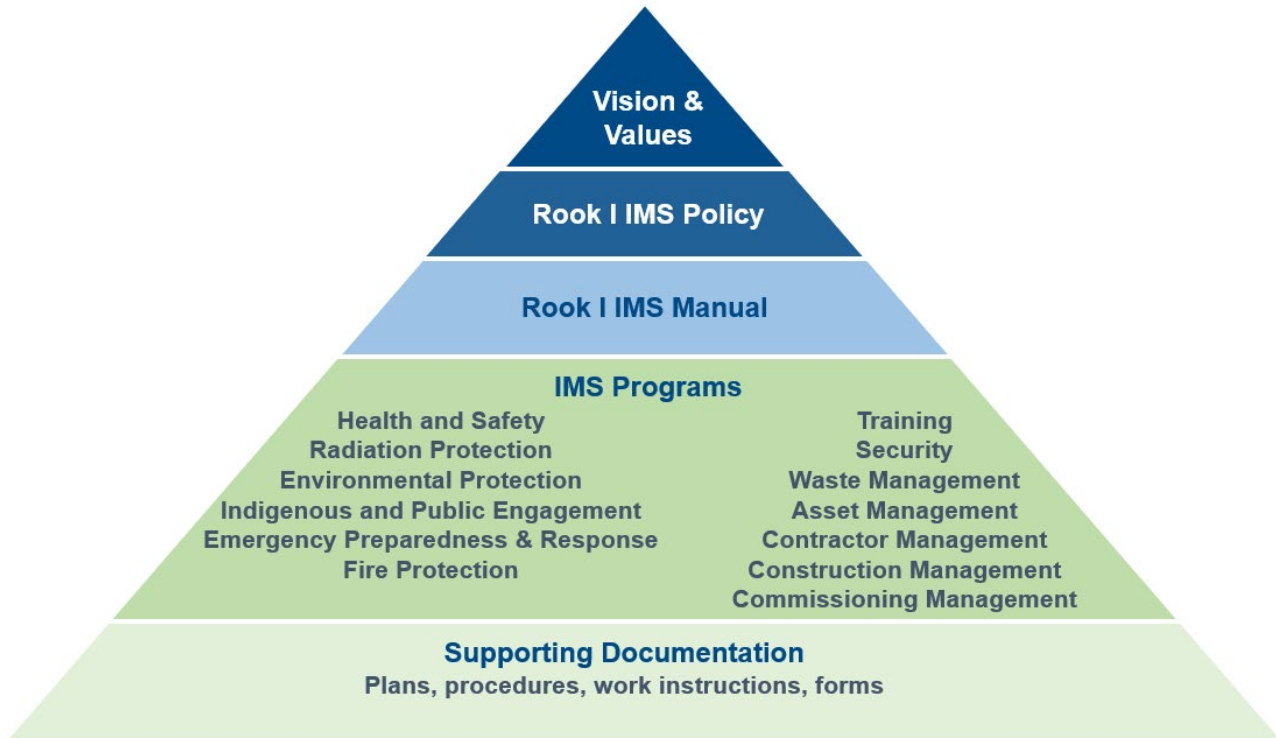 Vision &
Values
Rook I IMS Policy
Rook I IMS Manual
IMS Programs
Health and Safety
Radiation Protection
Environmental Protection
Indigenous and Public Engagement
Emergency Preparedness & Response
Fire Protection
Training
Security
Waste Management
Asset Management
Contractor Management
Construction Management
Commissioning Management
Supporting Documentation
Plans, procedures, work instructions, forms